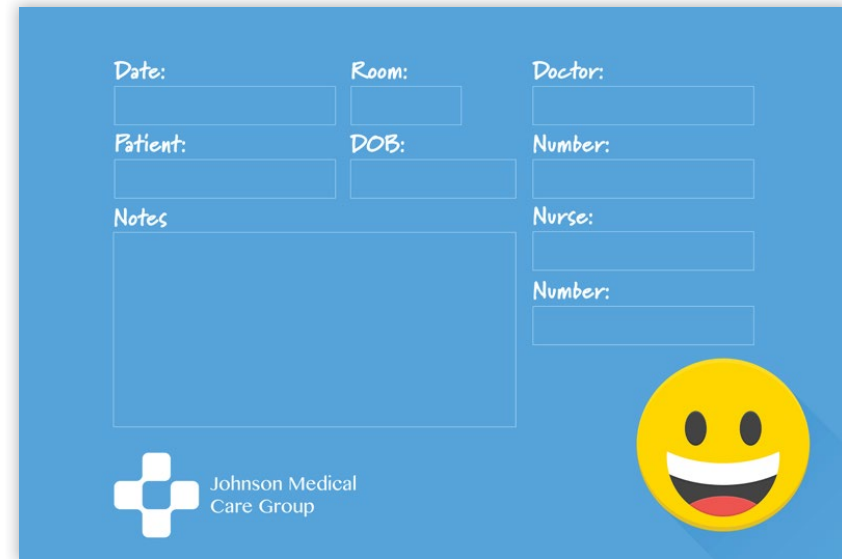 Date:
Room:
Doctor:
Patient:
DOB:
Number:
Notes
Nurse:
Number:
Johnson Medical
Care Group